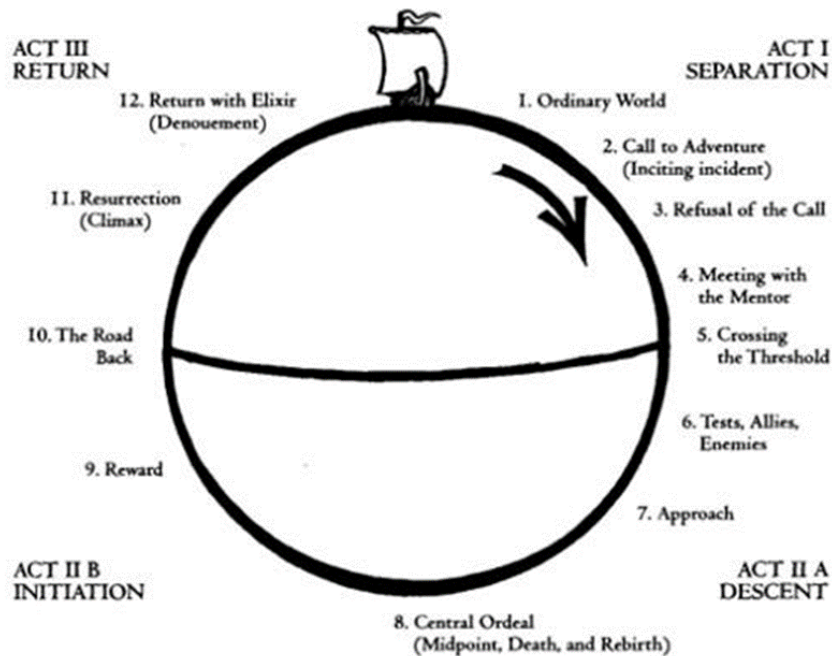 ACT III
RETURN
ACT I
SEPARATION
1. Ordinary World
2. Call to Adventure
(Inciting incident)
3. Refusal of the Call
4. Meeting with
the Mentor
5. Crossing
the Threshold
6. Tests, Allies,
Enemies
7. Approach
ACT II A
DESCENT
8. Central Ordeal
(Midpoint, Death, and Rebirth)
ACT II B
INITIATION
9. Reward
10. The Road
Back
11. Resurrection
(Climax)
12. Return with Elixir
(Denouement)